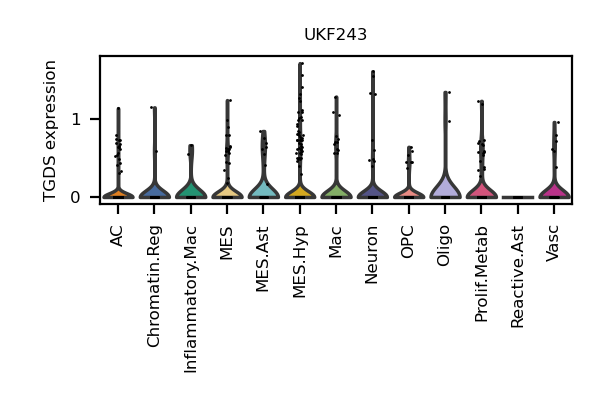 UKF243
TGDS expression
1
0
AC
Chromatin.Reg
Inflammatory.Mac
MES
MES.Ast
MES.Hyp
Mac
Neuron
OPC
Oligo
Prolif.Metab
Reactive.Ast
Vasc